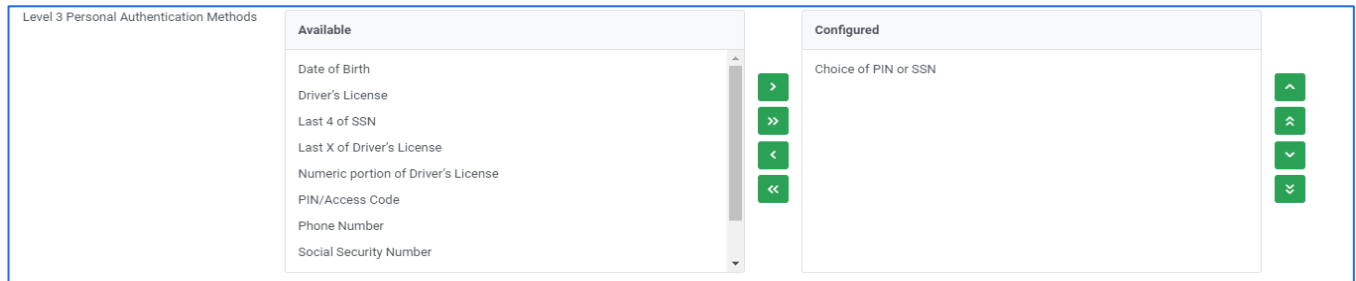 Level 3 Personal Authentication Methods
Available
Date of Birth
Driver's License
Last 4 of SSN
Last X of Driver's License
Numeric portion of Driver's License
PIN/Access Code
Phone Number
Social Security Number
Configured
Choice of PIN or SSN